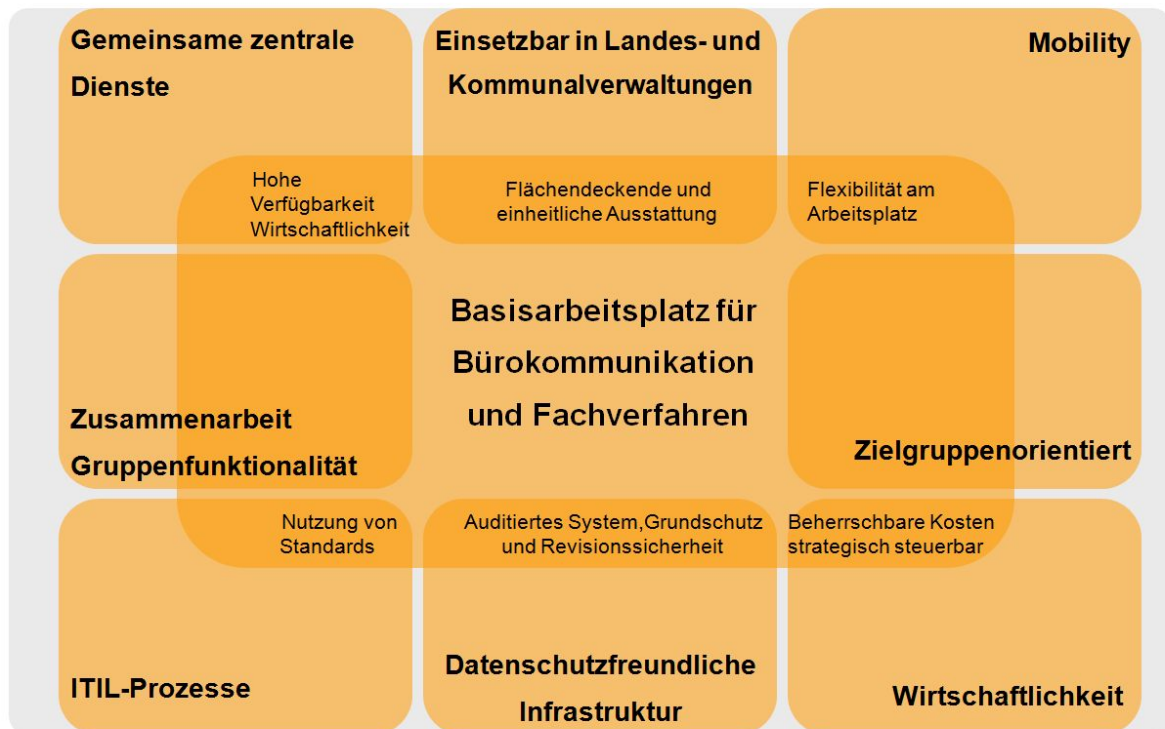 Gemeinsame zentrale
Dienste
Einsetzbar in Landes- und
Kommunalverwaltungen
Mobility
Hohe
Verfügbarkeit
Wirtschaftlichkeit
Flächendeckende und
einheitliche Ausstattung
Flexibilität am
Arbeitsplatz
Basisarbeitsplatz für
Bürokommunikation
und Fachverfahren
Zusammenarbeit
Gruppenfunktionalität
Zielgruppenorientiert
Nutzung von
Standards
Auditiertes System,Grundschutz
und Revisionssicherheit
Beherrschbare Kosten
strategisch steuerbar
ITIL-Prozesse
Datenschutzfreundliche
Infrastruktur
Wirtschaftlichkeit